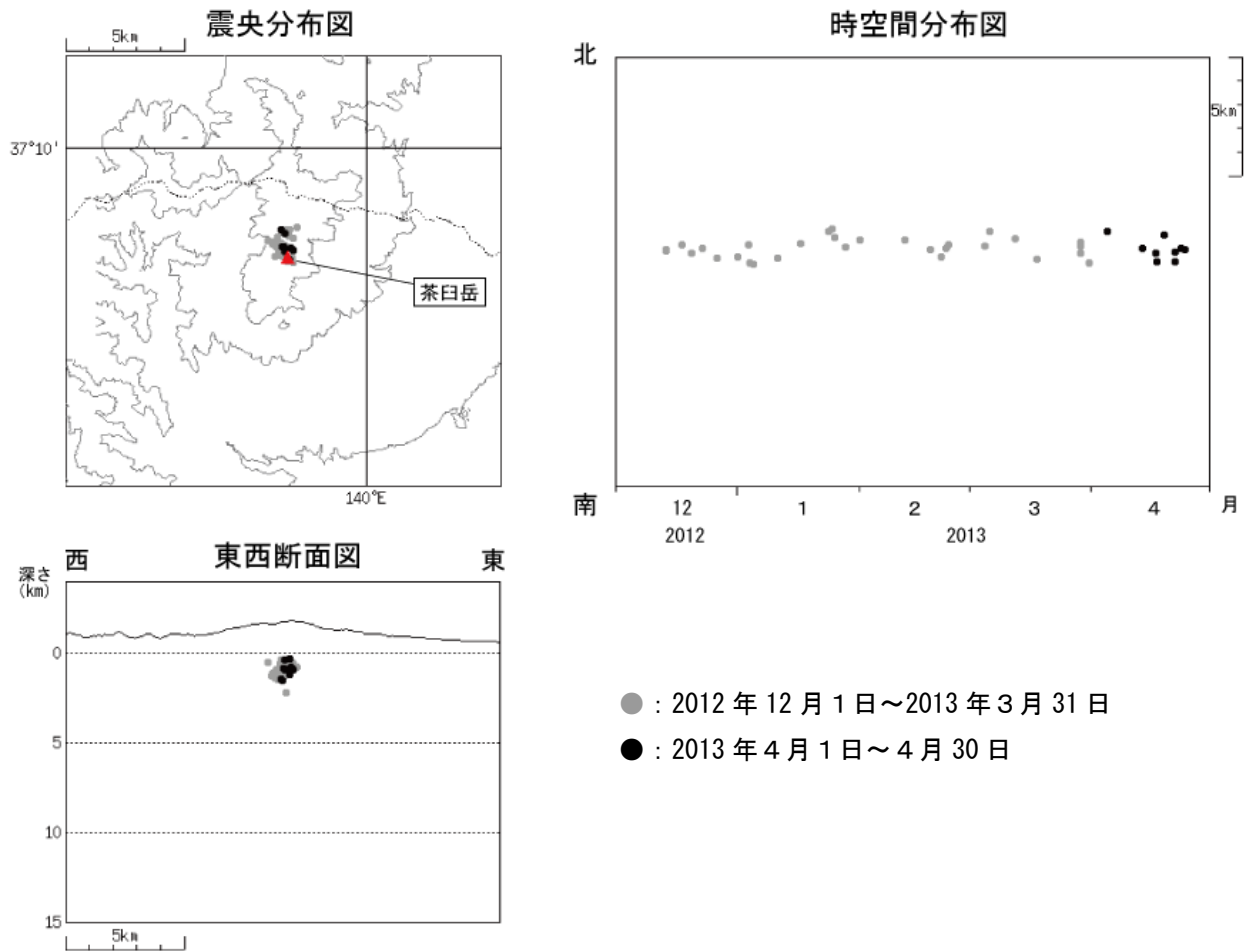 震央分布図
5km
37°10'
茶臼岳
140°E
時空間分布図
北
5km
南
12 1 2 3 4 月
2012 2013
東西断面図
西 東
深さ
(km)
0
5
10
15
5km
：2012 年 12 月 1 日～2013 年 3 月 31 日
：2013 年 4 月 1 日～4 月 30 日